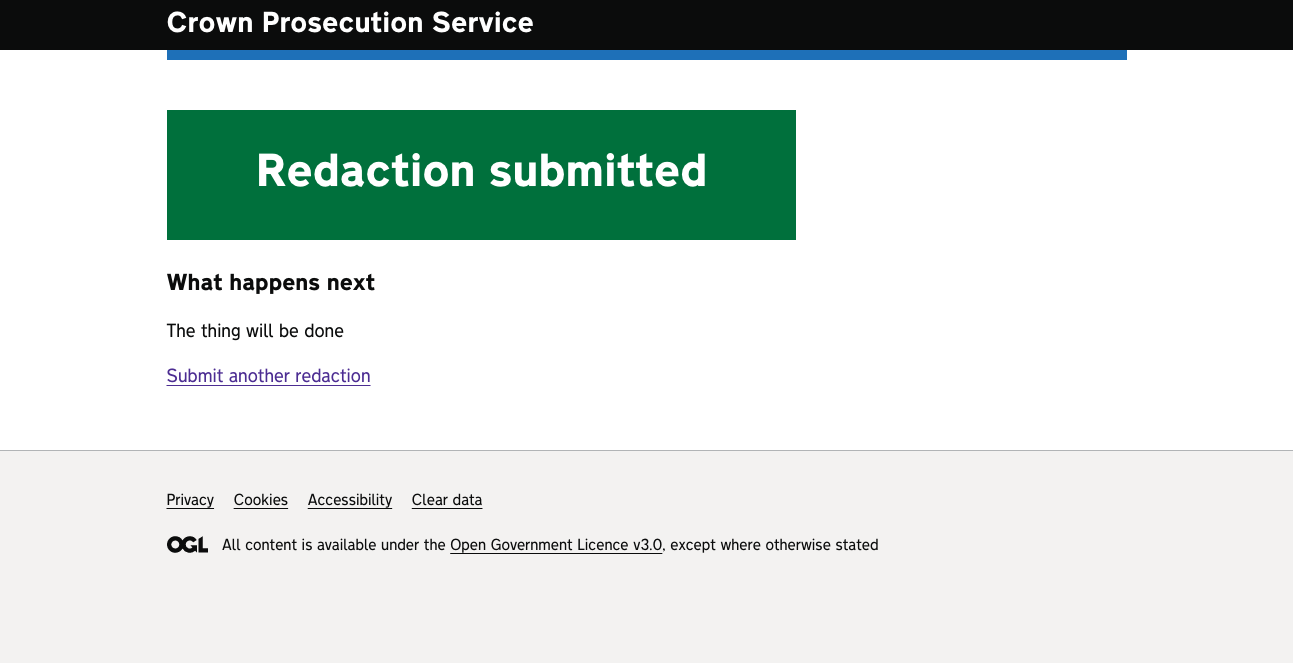 Crown Prosecution Service
Redaction submitted
What happens next
The thing will be done
Submit another redaction
Privacy Cookies Accessibility Clear data
OGL All content is available under the Open Government Licence v3.0, except where otherwise stated